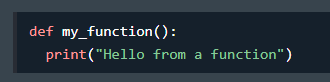 def my_function():
  print("Hello from a function")